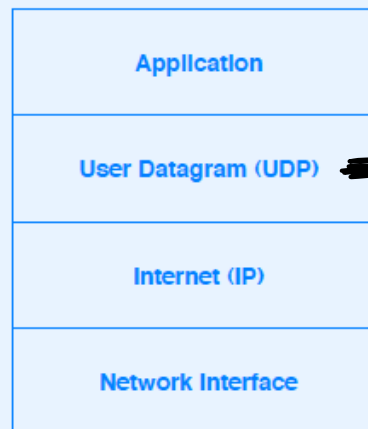 Application
User Datagram (UDP)
Internet (IP)
Network Interface